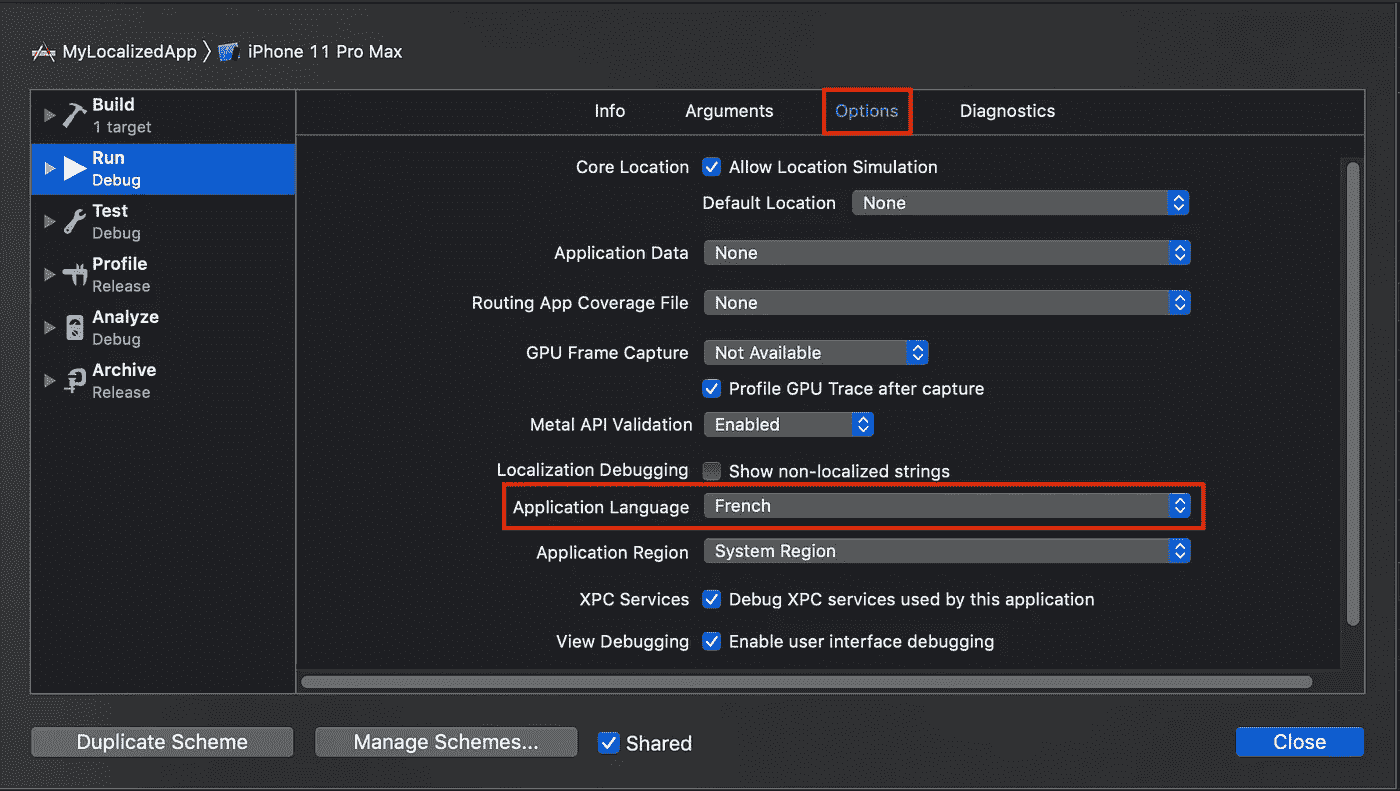 MyLocalizedApp 〉 iPhone 11 Pro Max
Build
1 target
Run
Debug
Test
Debug
Profile
Release
Analyze
Debug
Archive
Release
Info Arguments Options Diagnostics
Core Location Allow Location Simulation
Default Location None
Application Data None
Routing App Coverage File None
GPU Frame Capture Not Available
Profile GPU Trace after capture
Metal API Validation Enabled
Localization Debugging Show non-localized strings
Application Language French
Application Region System Region
XPC Services Debug XPC services used by this application
View Debugging Enable user interface debugging
Duplicate Scheme Manage Schemes... Shared Close